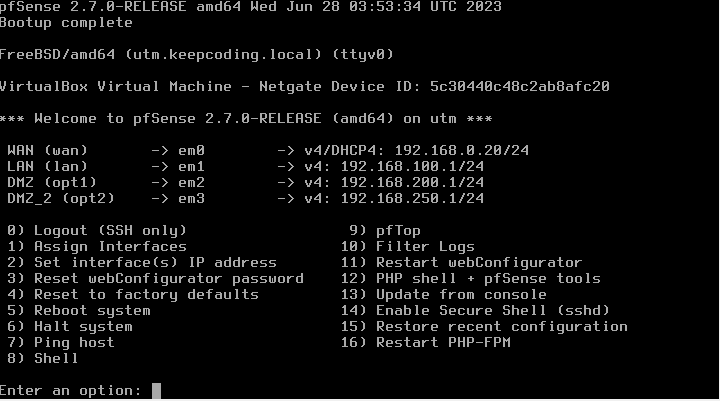 pfSense 2.7.0-RELEASE amd64 Wed Jun 28 03:53:34 UTC 2023
Bootup complete
FreeBSD/amd64 (utm.keepcoding.local) (ttyv0)
VirtualBox Virtual Machine - Netgate Device ID: 5c30440c48c2ab8afc20
*** Welcome to pfSense 2.7.0-RELEASE (amd64) on utm ***
WAN (wan) -> em0 -> v4/DHCP4: 192.168.0.20/24
LAN (lan) -> em1 -> v4: 192.168.100.1/24
DMZ (opt1) -> em2 -> v4: 192.168.200.1/24
DMZ_2 (opt2) -> em3 -> v4: 192.168.250.1/24
0) Logout (SSH only) 9) pfTop
1) Assign Interfaces 10) Filter Logs
2) Set interface(s) IP address 11) Restart webConfigurator
3) Reset webConfigurator password 12) PHP shell + pfSense tools
4) Reset to factory defaults 13) Update from console
5) Reboot system 14) Enable Secure Shell (sshd)
6) Halt system 15) Restore recent configuration
7) Ping host 16) Restart PHP-FPM
8) Shell
Enter an option: